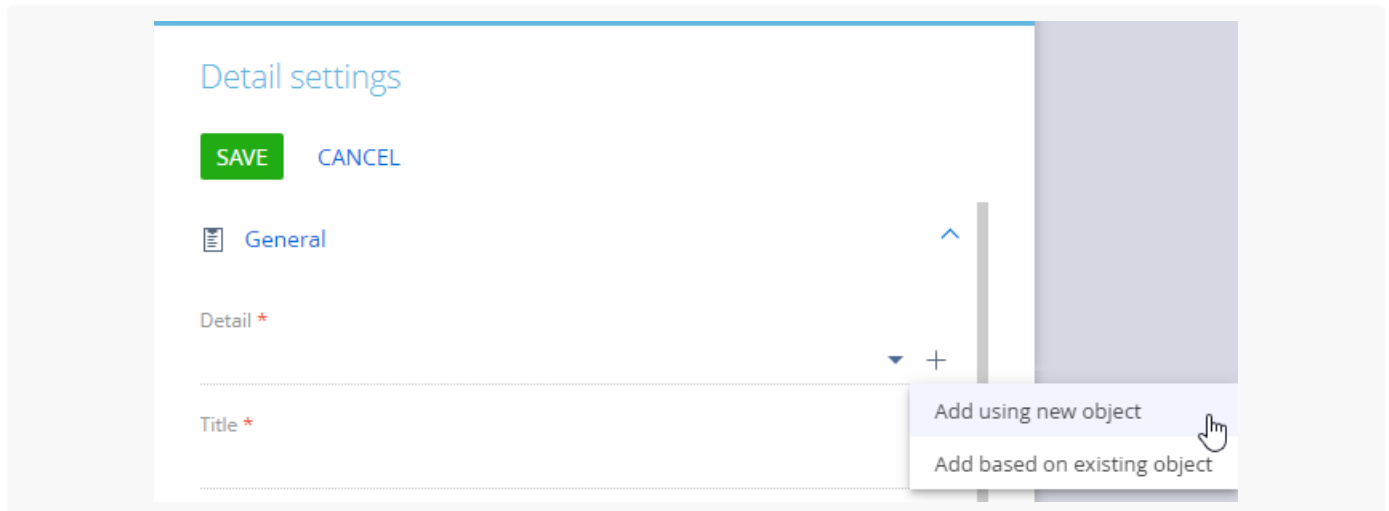 Detail settings
SAVE CANCEL
General
Detail *
Add using new object
Title *
Add based on existing object